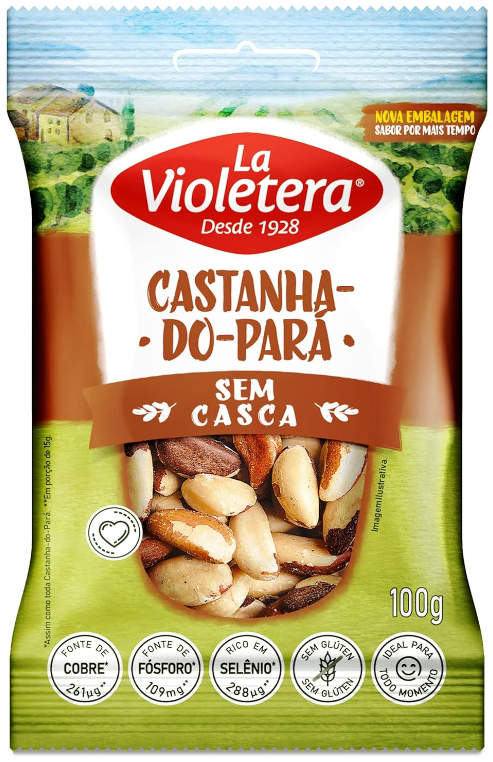 NOVA EMBALAGEM
SABOR POR MAIS TEMPO
La
Violetera®
Desde 1928
CASTANHA-
• DO-PARÁ •
SEM
CASCA
*Assim como toda Castanha-do-Pará. **Em porção de 15g.
Imagem ilustrativa.
100g
FONTE DE
COBRE*
261µg**
FONTE DE
FÓSFORO*
109mg**
RICO EM
SELÊNIO*
288µg**
SEM GLÚTEN
SEM GLÚTEN
IDEAL PARA
TODO MOMENTO